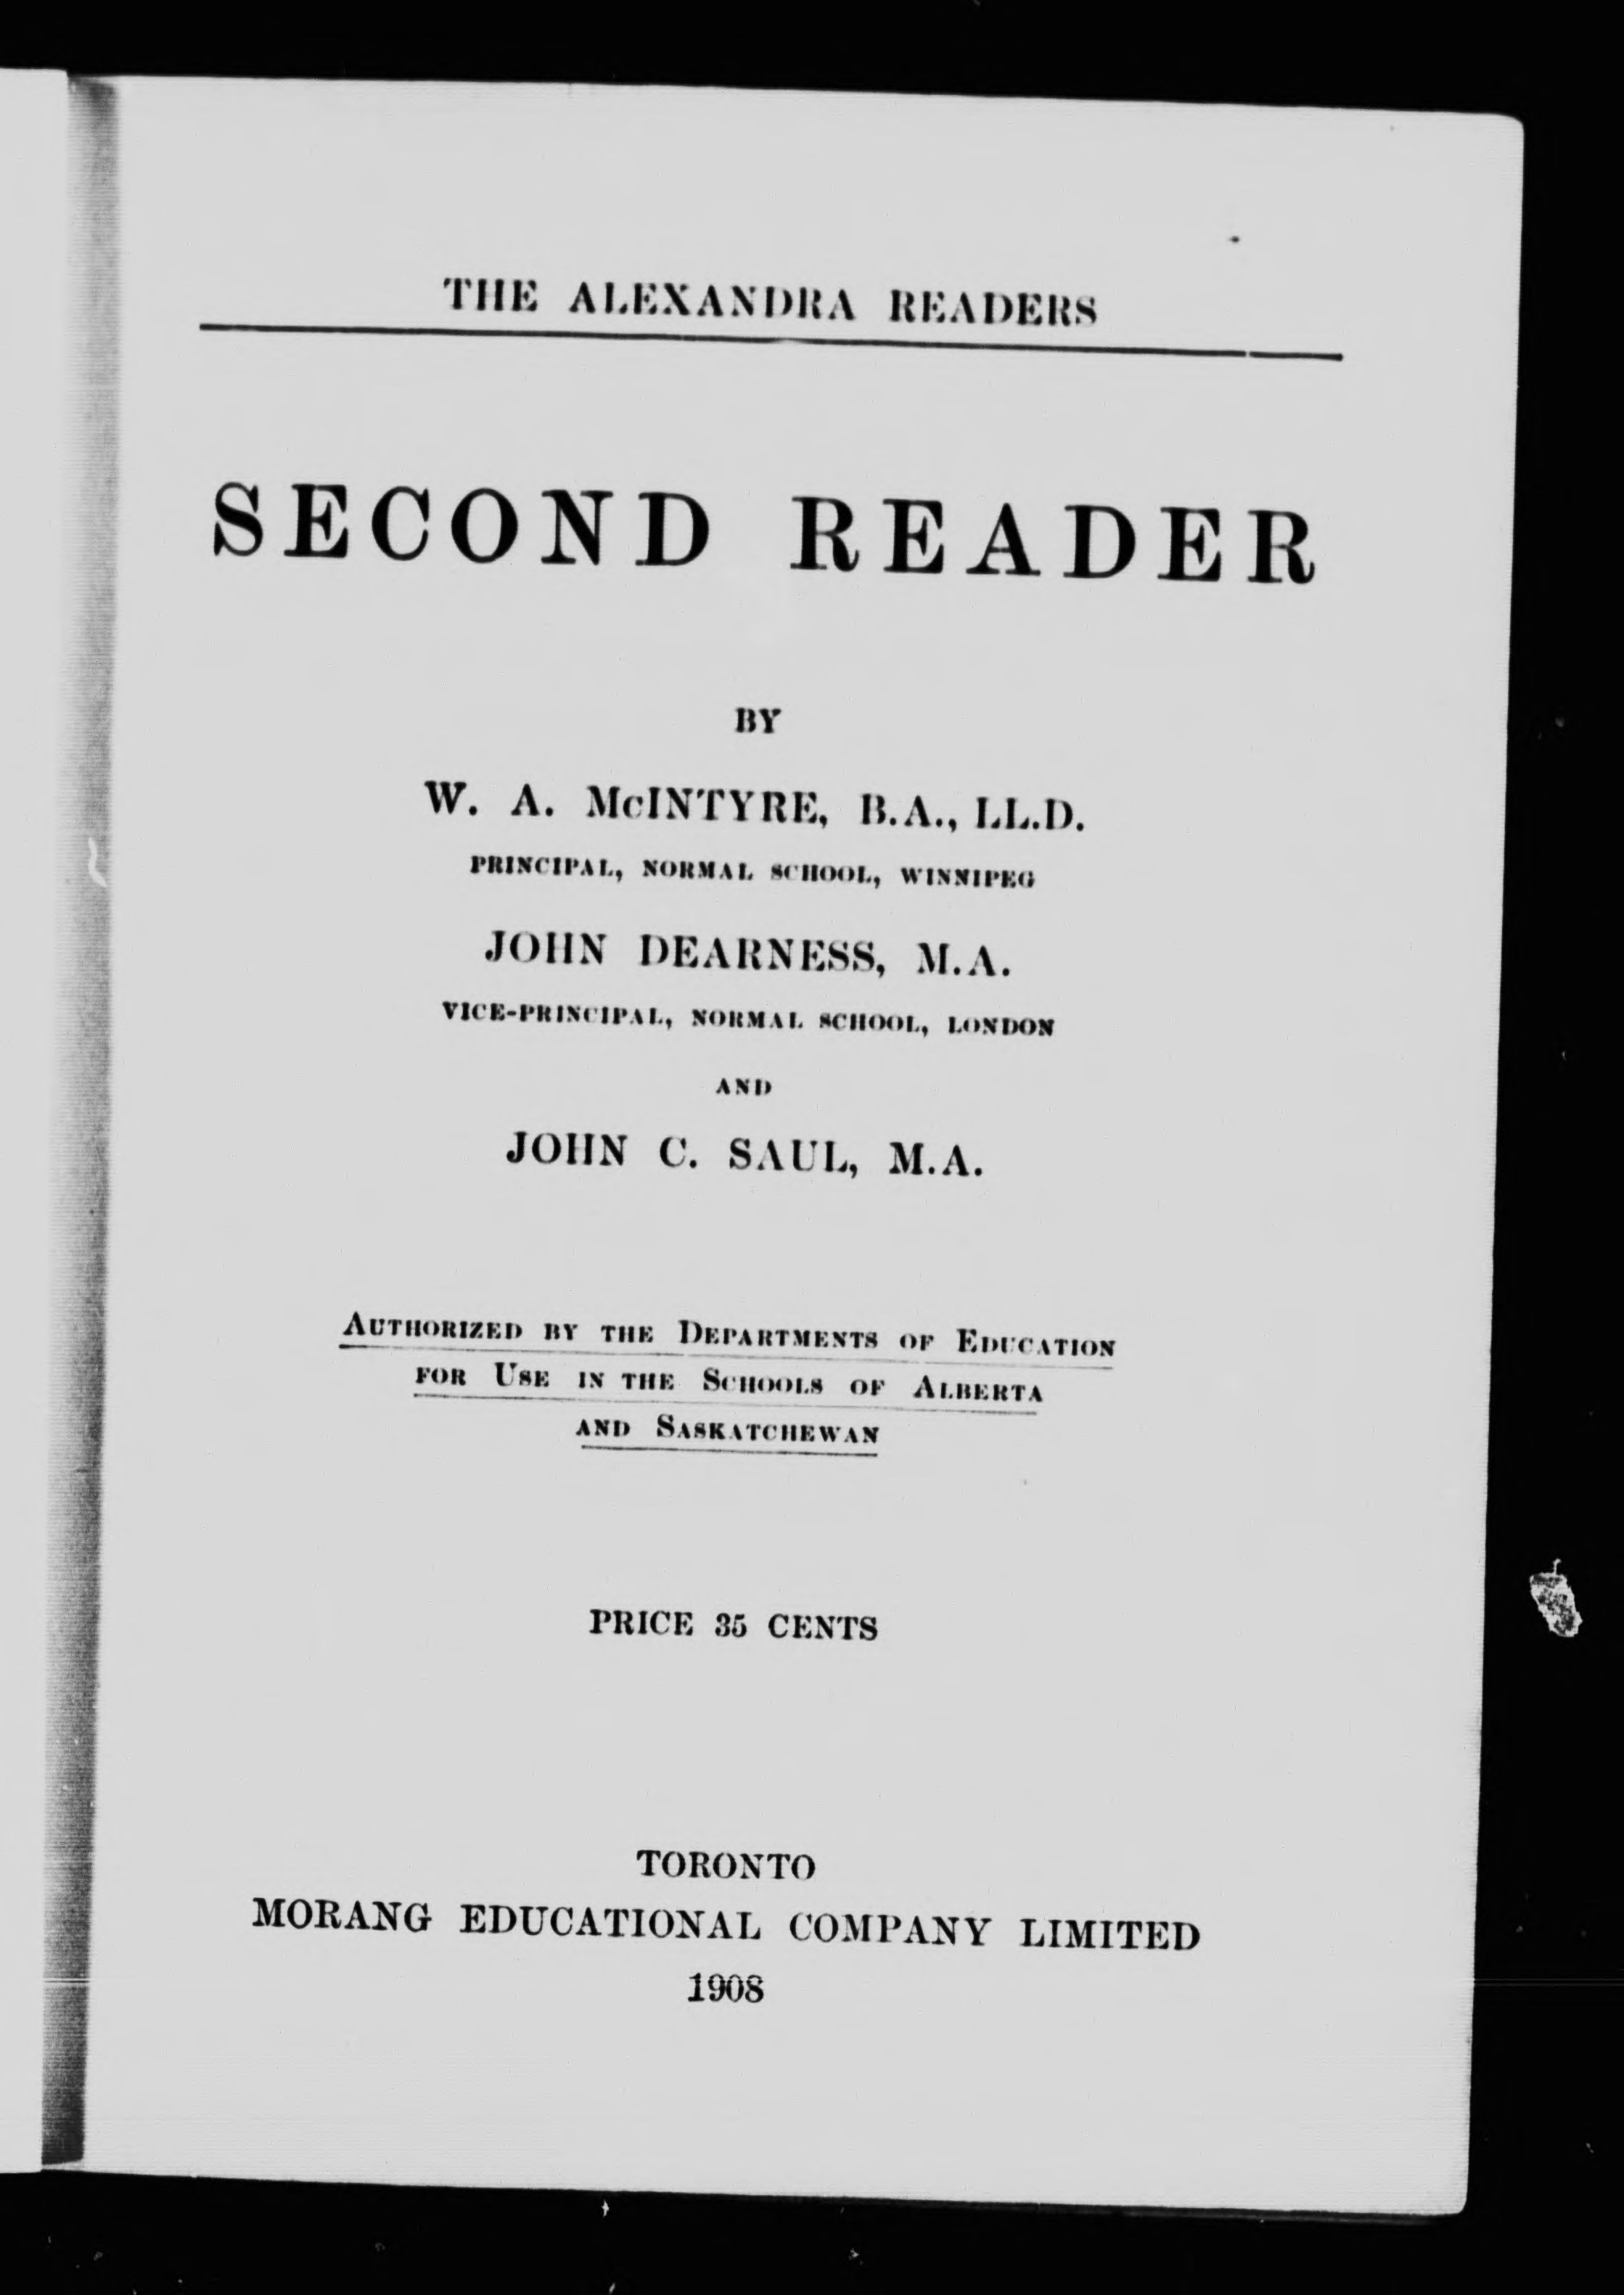 THE ALEXANDRA READERS
SECOND READER
BY
W. A. McINTYRE, B.A., LL.D.
PRINCIPAL, NORMAL SCHOOL, WINNIPEG
JOHN DEARNESS, M.A.
VICE-PRINCIPAL, NORMAL SCHOOL, LONDON
AND
JOHN C. SAUL, M.A.
AUTHORIZED BY THE DEPARTMENTS OF EDUCATION
FOR USE IN THE SCHOOLS OF ALBERTA
AND SASKATCHEWAN
PRICE 35 CENTS
TORONTO
MORANG EDUCATIONAL COMPANY LIMITED
1908